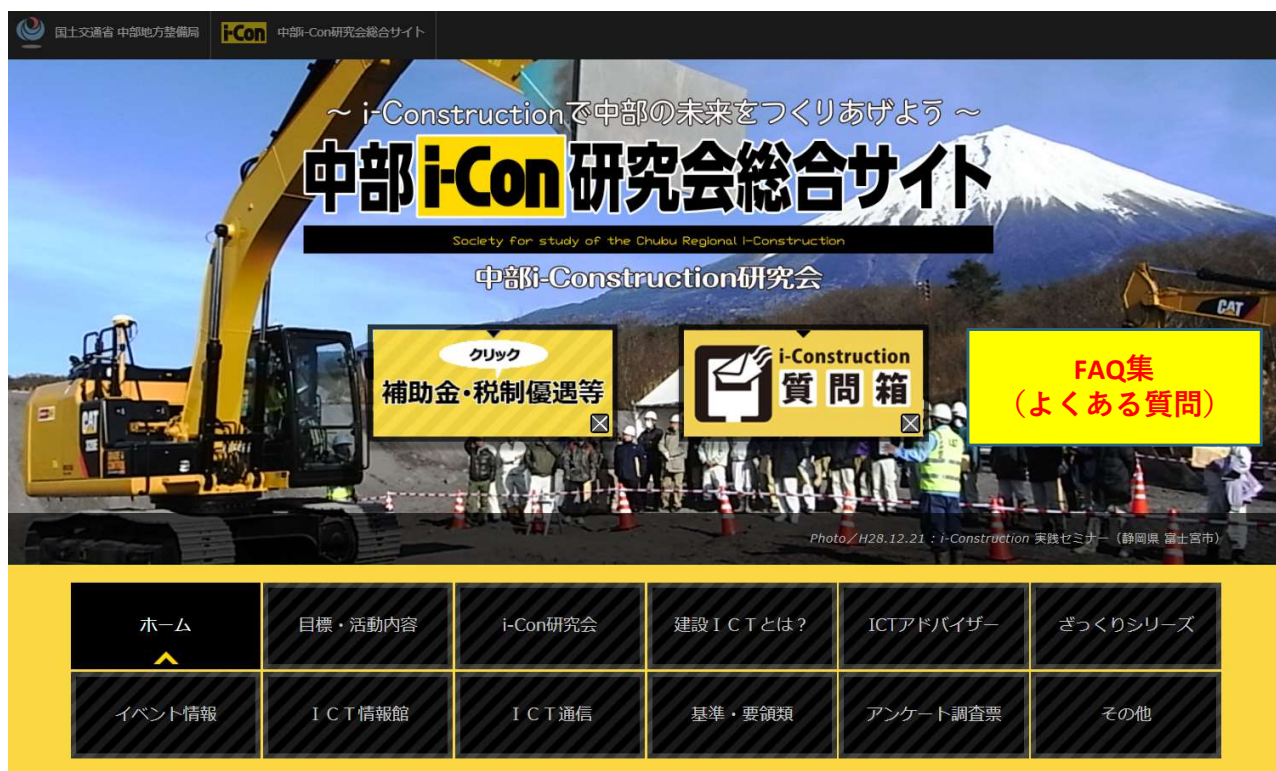 国土交通省 中部地方整備局
i-Con 中部i-Con研究会総合サイト
～ i-Constructionで中部の未来をつくりあげよう ～
中部i-Con研究会総合サイト
Society for study of the Chubu Regional i-Construction
中部i-Construction研究会
CAT
クリック
補助金・税制優遇等
i-Construction
質問箱
FAQ集
（よくある質問）
CAT
Photo／H28.12.21 : i-Construction 実践セミナー（静岡県 富士宮市）
ホーム
目標・活動内容
i-Con研究会
建設ＩＣＴとは？
ICTアドバイザー
ざっくりシリーズ
イベント情報
ＩＣＴ情報館
ＩＣＴ通信
基準・要領類
アンケート調査票
その他